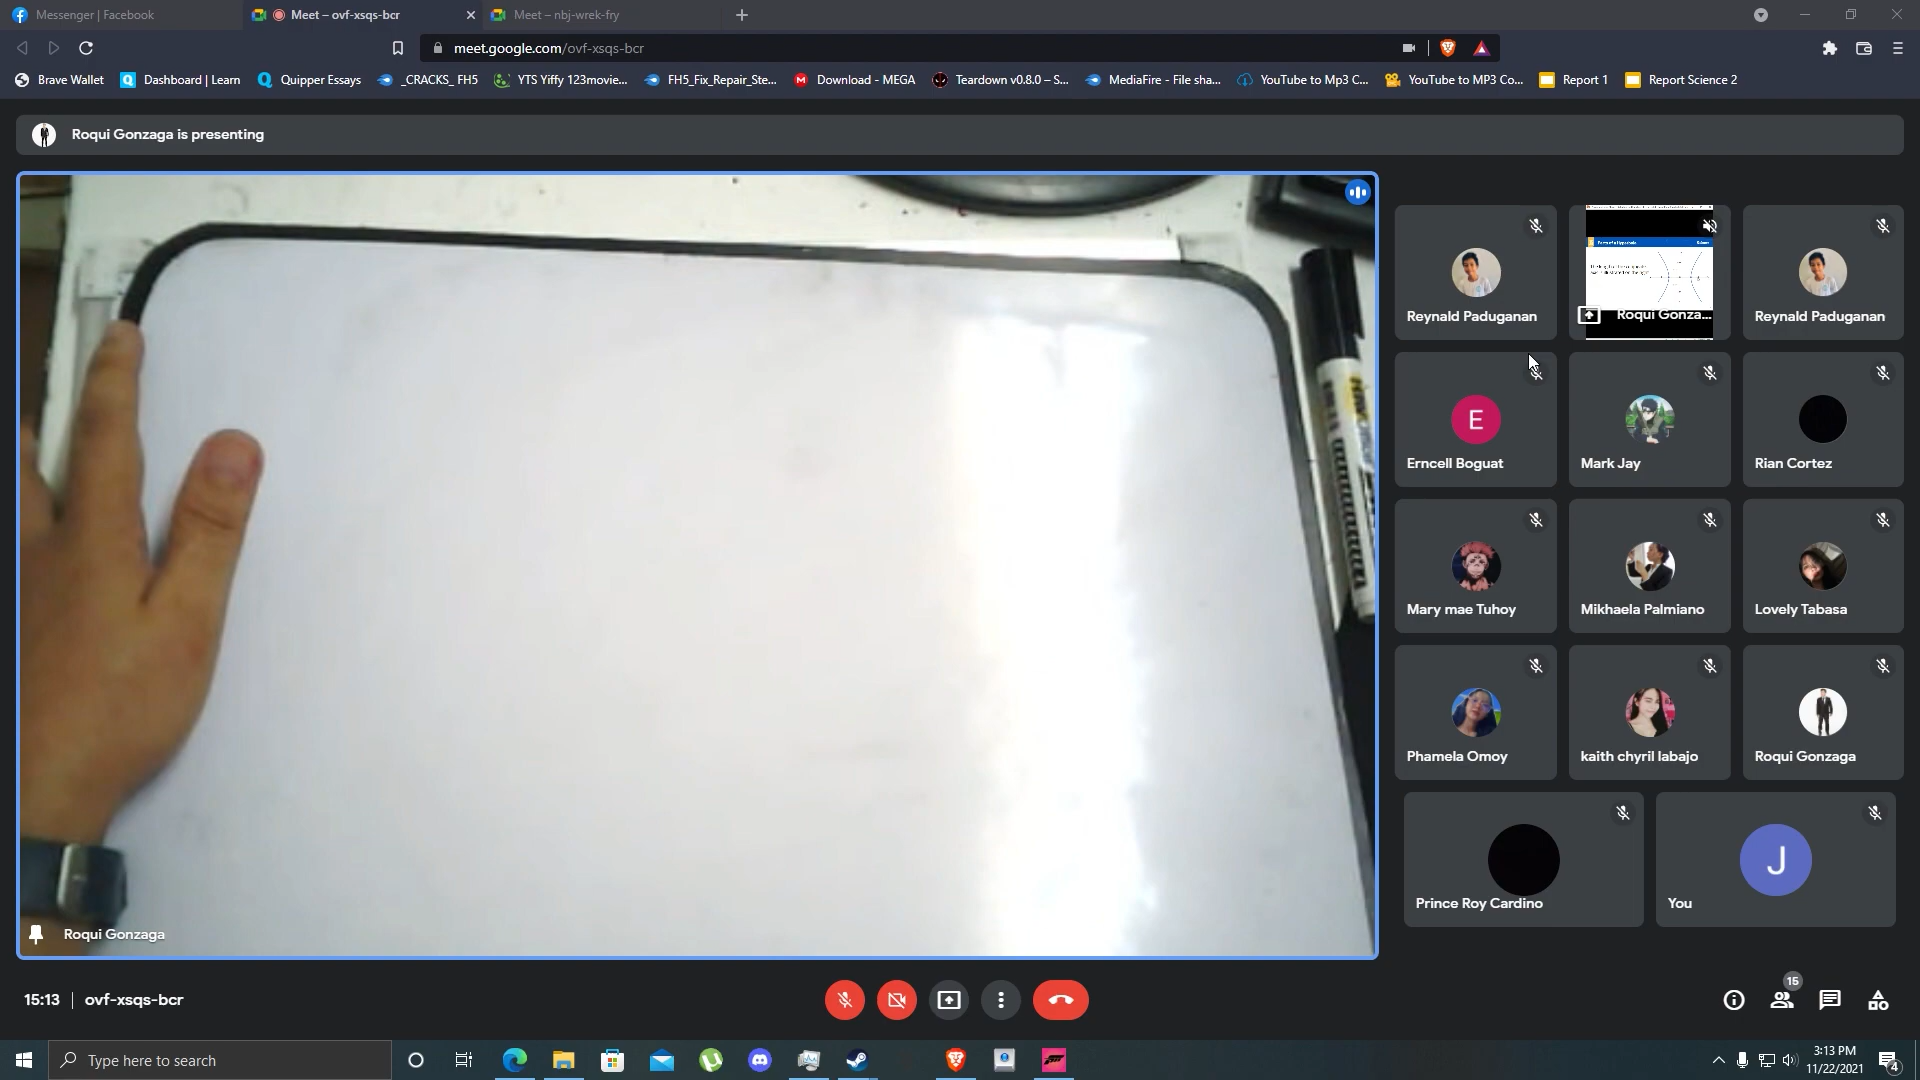 Messenger | Facebook
Meet – ovf-xsqs-bcr
Meet – nbj-wrek-fry
meet.google.com/ovf-xsqs-bcr
Brave Wallet
Dashboard | Learn
Quipper Essays
_CRACKS_ FH5
YTS Yiffy 123movie...
FH5_Fix_Repair_Ste...
Download - MEGA
Teardown v0.8.0 – S...
MediaFire - File sha...
YouTube to Mp3 C...
YouTube to MP3 Co...
Report 1
Report Science 2
Roqui Gonzaga is presenting
Reynald Paduganan
Parts of a Hyperbola
Roqui Gonza...
Reynald Paduganan
E
Erncell Boguat
Mark Jay
Rian Cortez
Mary mae Tuhoy
Mikhaela Palmiano
Lovely Tabasa
Phamela Omoy
kaith chyril labajo
Roqui Gonzaga
Prince Roy Cardino
J
You
Roqui Gonzaga
15:13 | ovf-xsqs-bcr
15
Type here to search
3:13 PM
11/22/2021
4